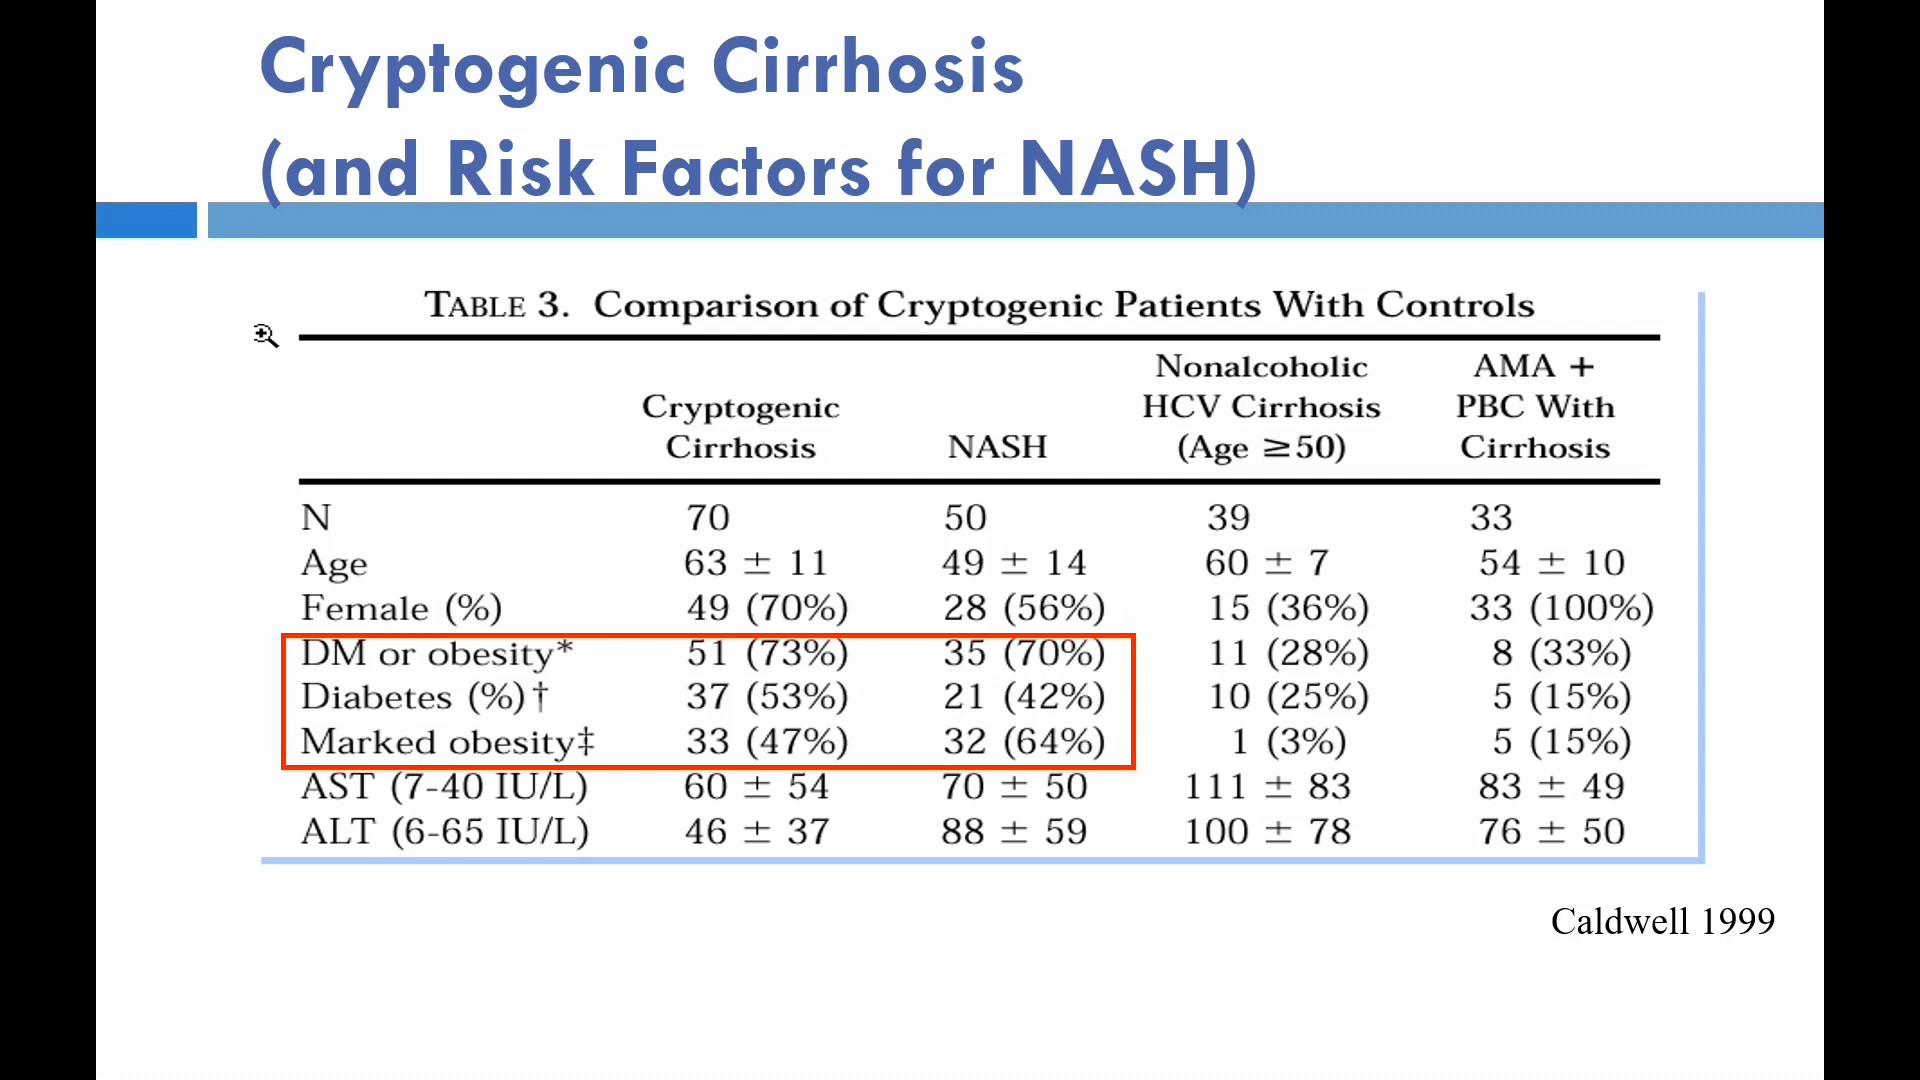 Cryptogenic Cirrhosis
(and Risk Factors for NASH)
TABLE 3. Comparison of Cryptogenic Patients With Controls
Cryptogenic Cirrhosis NASH Nonalcoholic HCV Cirrhosis (Age ≥50) AMA + PBC With Cirrhosis
N 70 50 39 33
Age 63 ± 11 49 ± 14 60 ± 7 54 ± 10
Female (%) 49 (70%) 28 (56%) 15 (36%) 33 (100%)
DM or obesity* 51 (73%) 35 (70%) 11 (28%) 8 (33%)
Diabetes (%)† 37 (53%) 21 (42%) 10 (25%) 5 (15%)
Marked obesity‡ 33 (47%) 32 (64%) 1 (3%) 5 (15%)
AST (7-40 IU/L) 60 ± 54 70 ± 50 111 ± 83 83 ± 49
ALT (6-65 IU/L) 46 ± 37 88 ± 59 100 ± 78 76 ± 50
Caldwell 1999